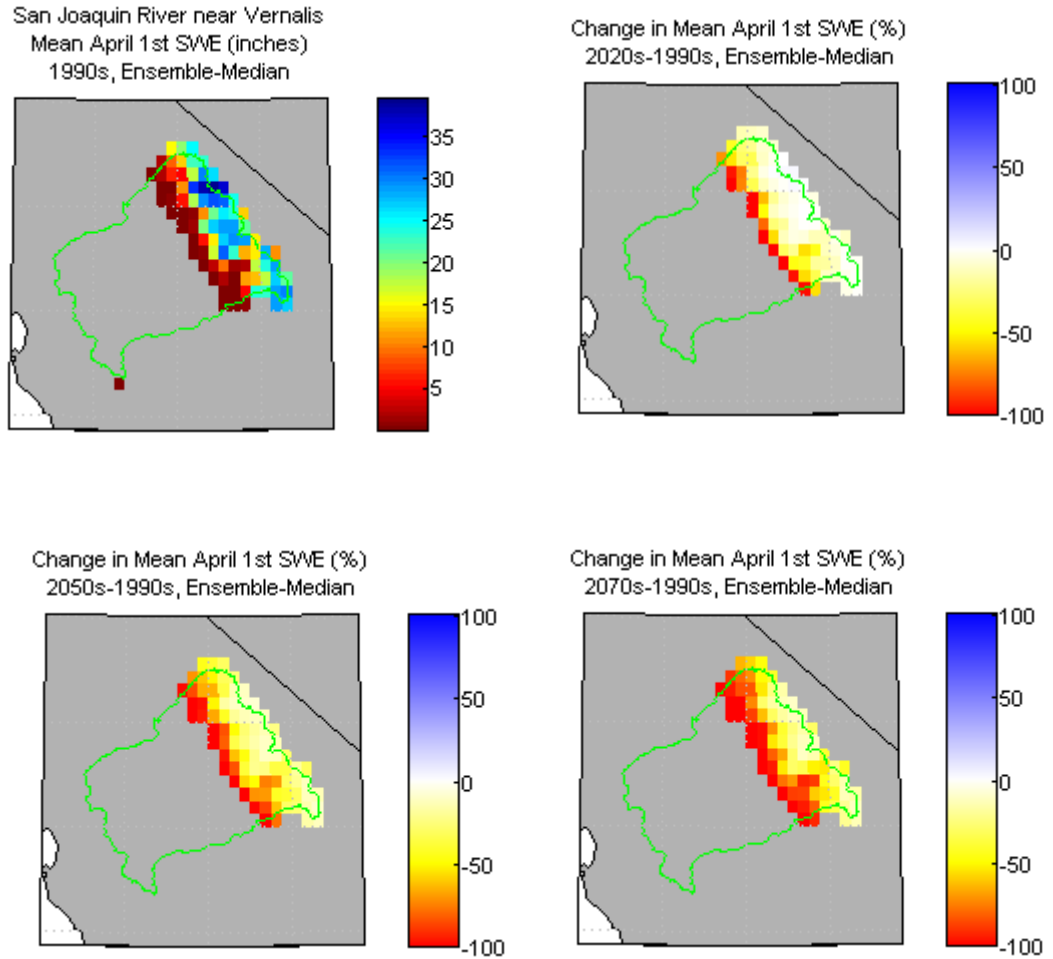 San Joaquin River near Vernalis
Mean April 1st SWE (inches)
1990s, Ensemble-Median
35
30
25
20
15
10
5
Change in Mean April 1st SWE (%)
2020s-1990s, Ensemble-Median
100
50
0
-50
-100
Change in Mean April 1st SWE (%)
2050s-1990s, Ensemble-Median
100
50
0
-50
-100
Change in Mean April 1st SWE (%)
2070s-1990s, Ensemble-Median
100
50
0
-50
-100